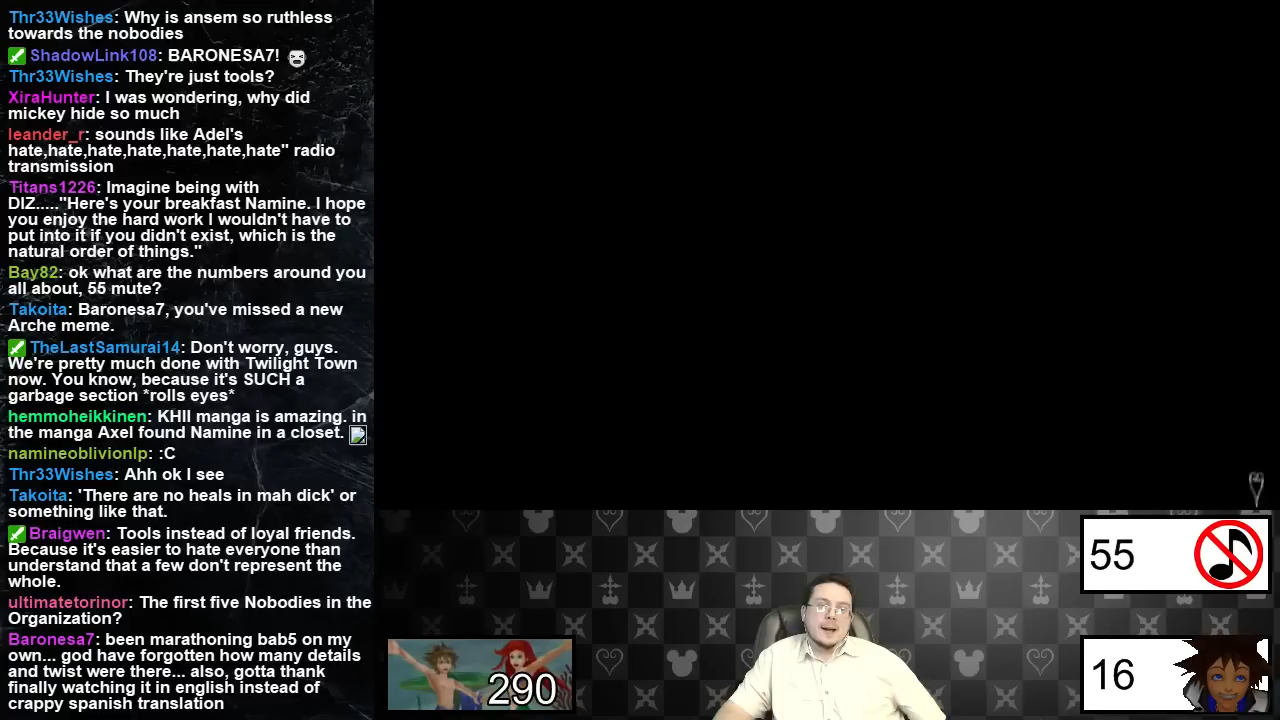 Thr33Wishes: Why is ansem so ruthless
towards the nobodies
ShadowLink108: BARONESA7!
Thr33Wishes: They're just tools?
XiraHunter: I was wondering, why did
mickey hide so much
leander_r: sounds like Adel's
hate,hate,hate,hate,hate,hate,hate" radio
transmission
Titans1226: Imagine being with
DIZ....."Here's your breakfast Namine. I hope
you enjoy the hard work I wouldn't have to
put into it if you didn't exist, which is the
natural order of things."
Bay82: ok what are the numbers around you
all about, 55 mute?
Takoita: Baronesa7, you've missed a new
Arche meme.
TheLastSamurai14: Don't worry, guys.
We're pretty much done with Twilight Town
now. You know, because it's SUCH a
garbage section *rolls eyes*
hemmoheikkinen: KHII manga is amazing. in
the manga Axel found Namine in a closet.
namineoblivionlp: :C
Thr33Wishes: Ahh ok I see
Takoita: 'There are no heals in mah dick' or
something like that.
Braigwen: Tools instead of loyal friends.
Because it's easier to hate everyone than
understand that a few don't represent the
whole.
ultimatetorinor: The first five Nobodies in the
Organization?
Baronesa7: been marathoning bab5 on my
own... god have forgotten how many details
and twist were there... also, gotta thank
finally watching it in english instead of
crappy spanish translation
55
290
16